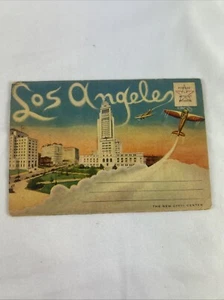 Los Angeles
THE NEW CIVIC CENTER